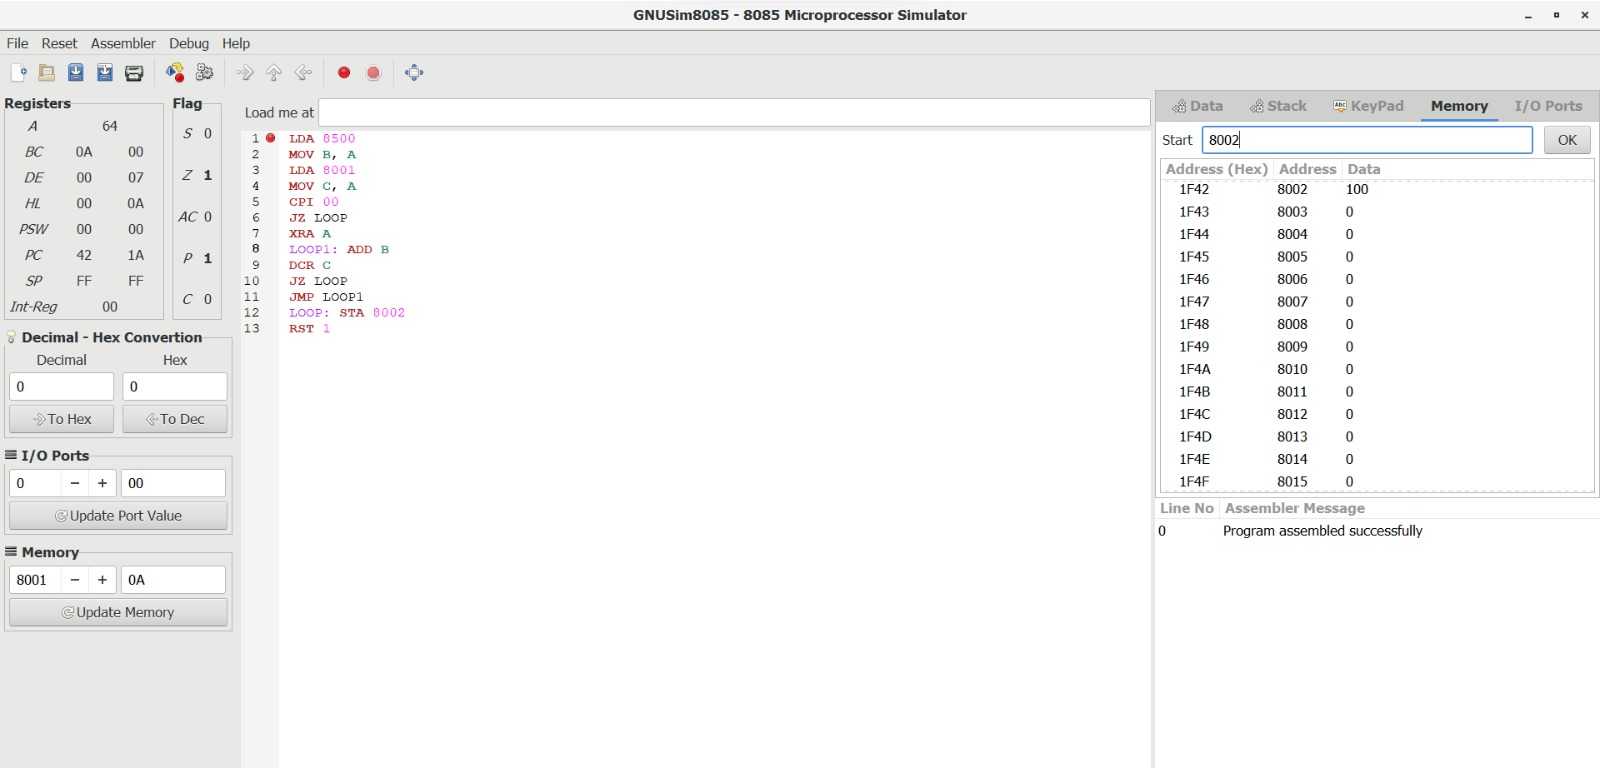 GNUSim8085 - 8085 Microprocessor Simulator
File Reset Assembler Debug Help
Registers
A 64
BC 0A 00
DE 00 07
HL 00 0A
PSW 00 00
PC 42 1A
SP FF FF
Int-Reg 00
Flag
S 0
Z 1
AC 0
P 1
C 0
Decimal - Hex Convertion
Decimal Hex
0 0
To Hex To Dec
I/O Ports
0 - + 00
Update Port Value
Memory
8001 - + 0A
Update Memory
Load me at
1 LDA 8500
2 MOV B, A
3 LDA 8001
4 MOV C, A
5 CPI 00
6 JZ LOOP
7 XRA A
8 LOOP1: ADD B
9 DCR C
10 JZ LOOP
11 JMP LOOP1
12 LOOP: STA 8002
13 RST 1
Data Stack Abc KeyPad Memory I/O Ports
Start 8002 OK
Address (Hex) Address Data
1F42 8002 100
1F43 8003 0
1F44 8004 0
1F45 8005 0
1F46 8006 0
1F47 8007 0
1F48 8008 0
1F49 8009 0
1F4A 8010 0
1F4B 8011 0
1F4C 8012 0
1F4D 8013 0
1F4E 8014 0
1F4F 8015 0
Line No Assembler Message
0 Program assembled successfully